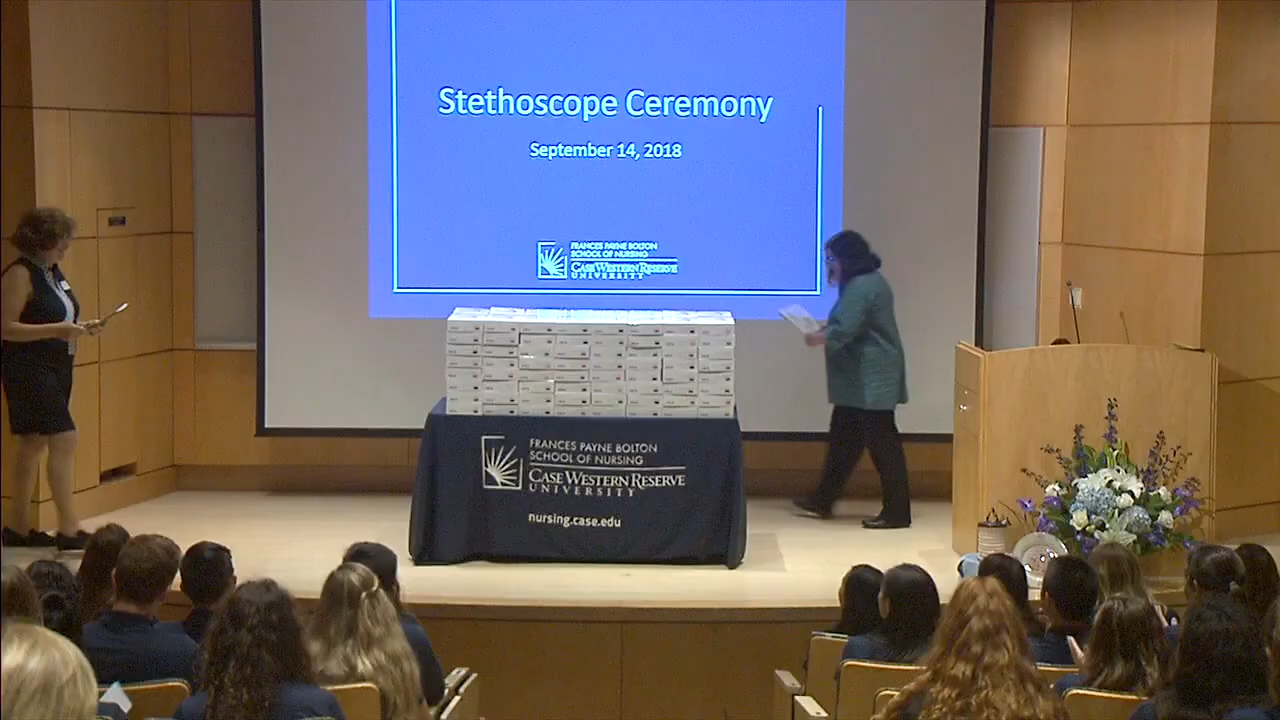 Stethoscope Ceremony
September 14, 2018
FRANCES PAYNE BOLTON
SCHOOL OF NURSING
CASE WESTERN RESERVE
UNIVERSITY
FRANCES PAYNE BOLTON
SCHOOL OF NURSING
CASE WESTERN RESERVE
UNIVERSITY
nursing.case.edu